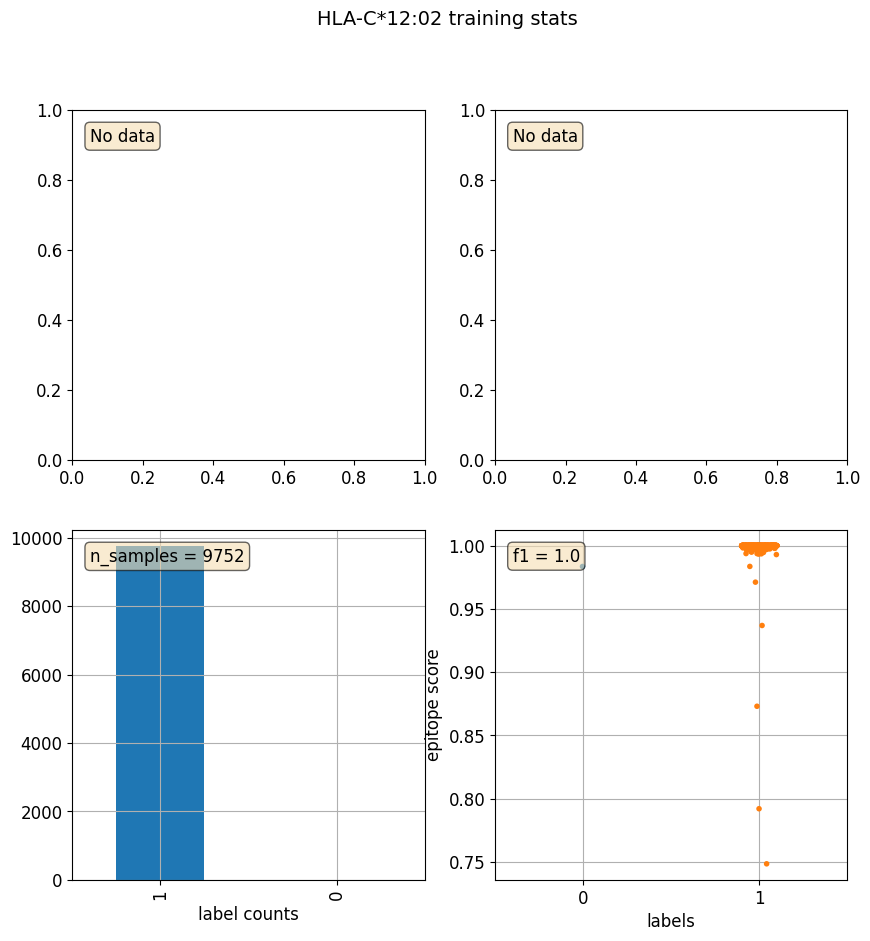 HLA-C*12:02 training stats
No data
1.0
0.8
0.6
0.4
0.2
0.0
0.0 0.2 0.4 0.6 0.8 1.0
No data
1.0
0.8
0.6
0.4
0.2
0.0
0.0 0.2 0.4 0.6 0.8 1.0
n_samples = 9752
10000
8000
6000
4000
2000
0
1 0
label counts
f1 = 1.0
epitope score
1.00
0.95
0.90
0.85
0.80
0.75
0 1
labels